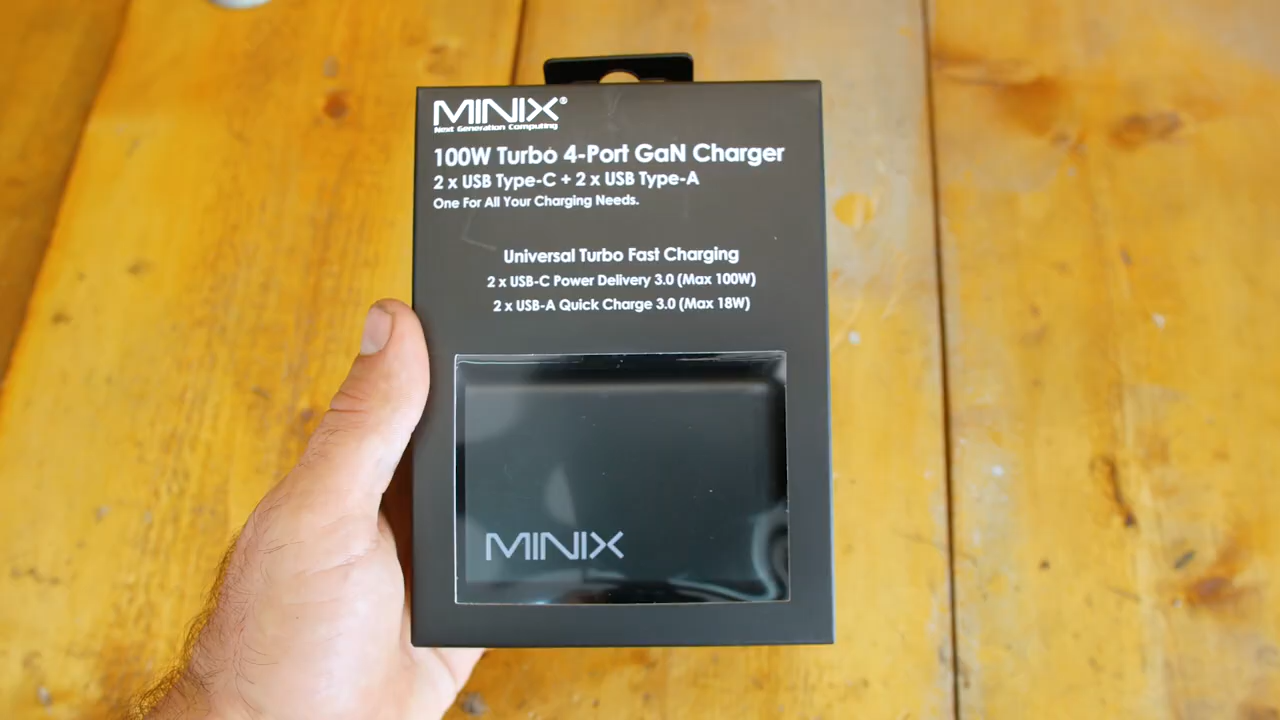 MINIX®
Next Generation Computing
100W Turbo 4-Port GaN Charger
2 x USB Type-C + 2 x USB Type-A
One For All Your Charging Needs.
Universal Turbo Fast Charging
2 x USB-C Power Delivery 3.0 (Max 100W)
2 x USB-A Quick Charge 3.0 (Max 18W)
MINIX